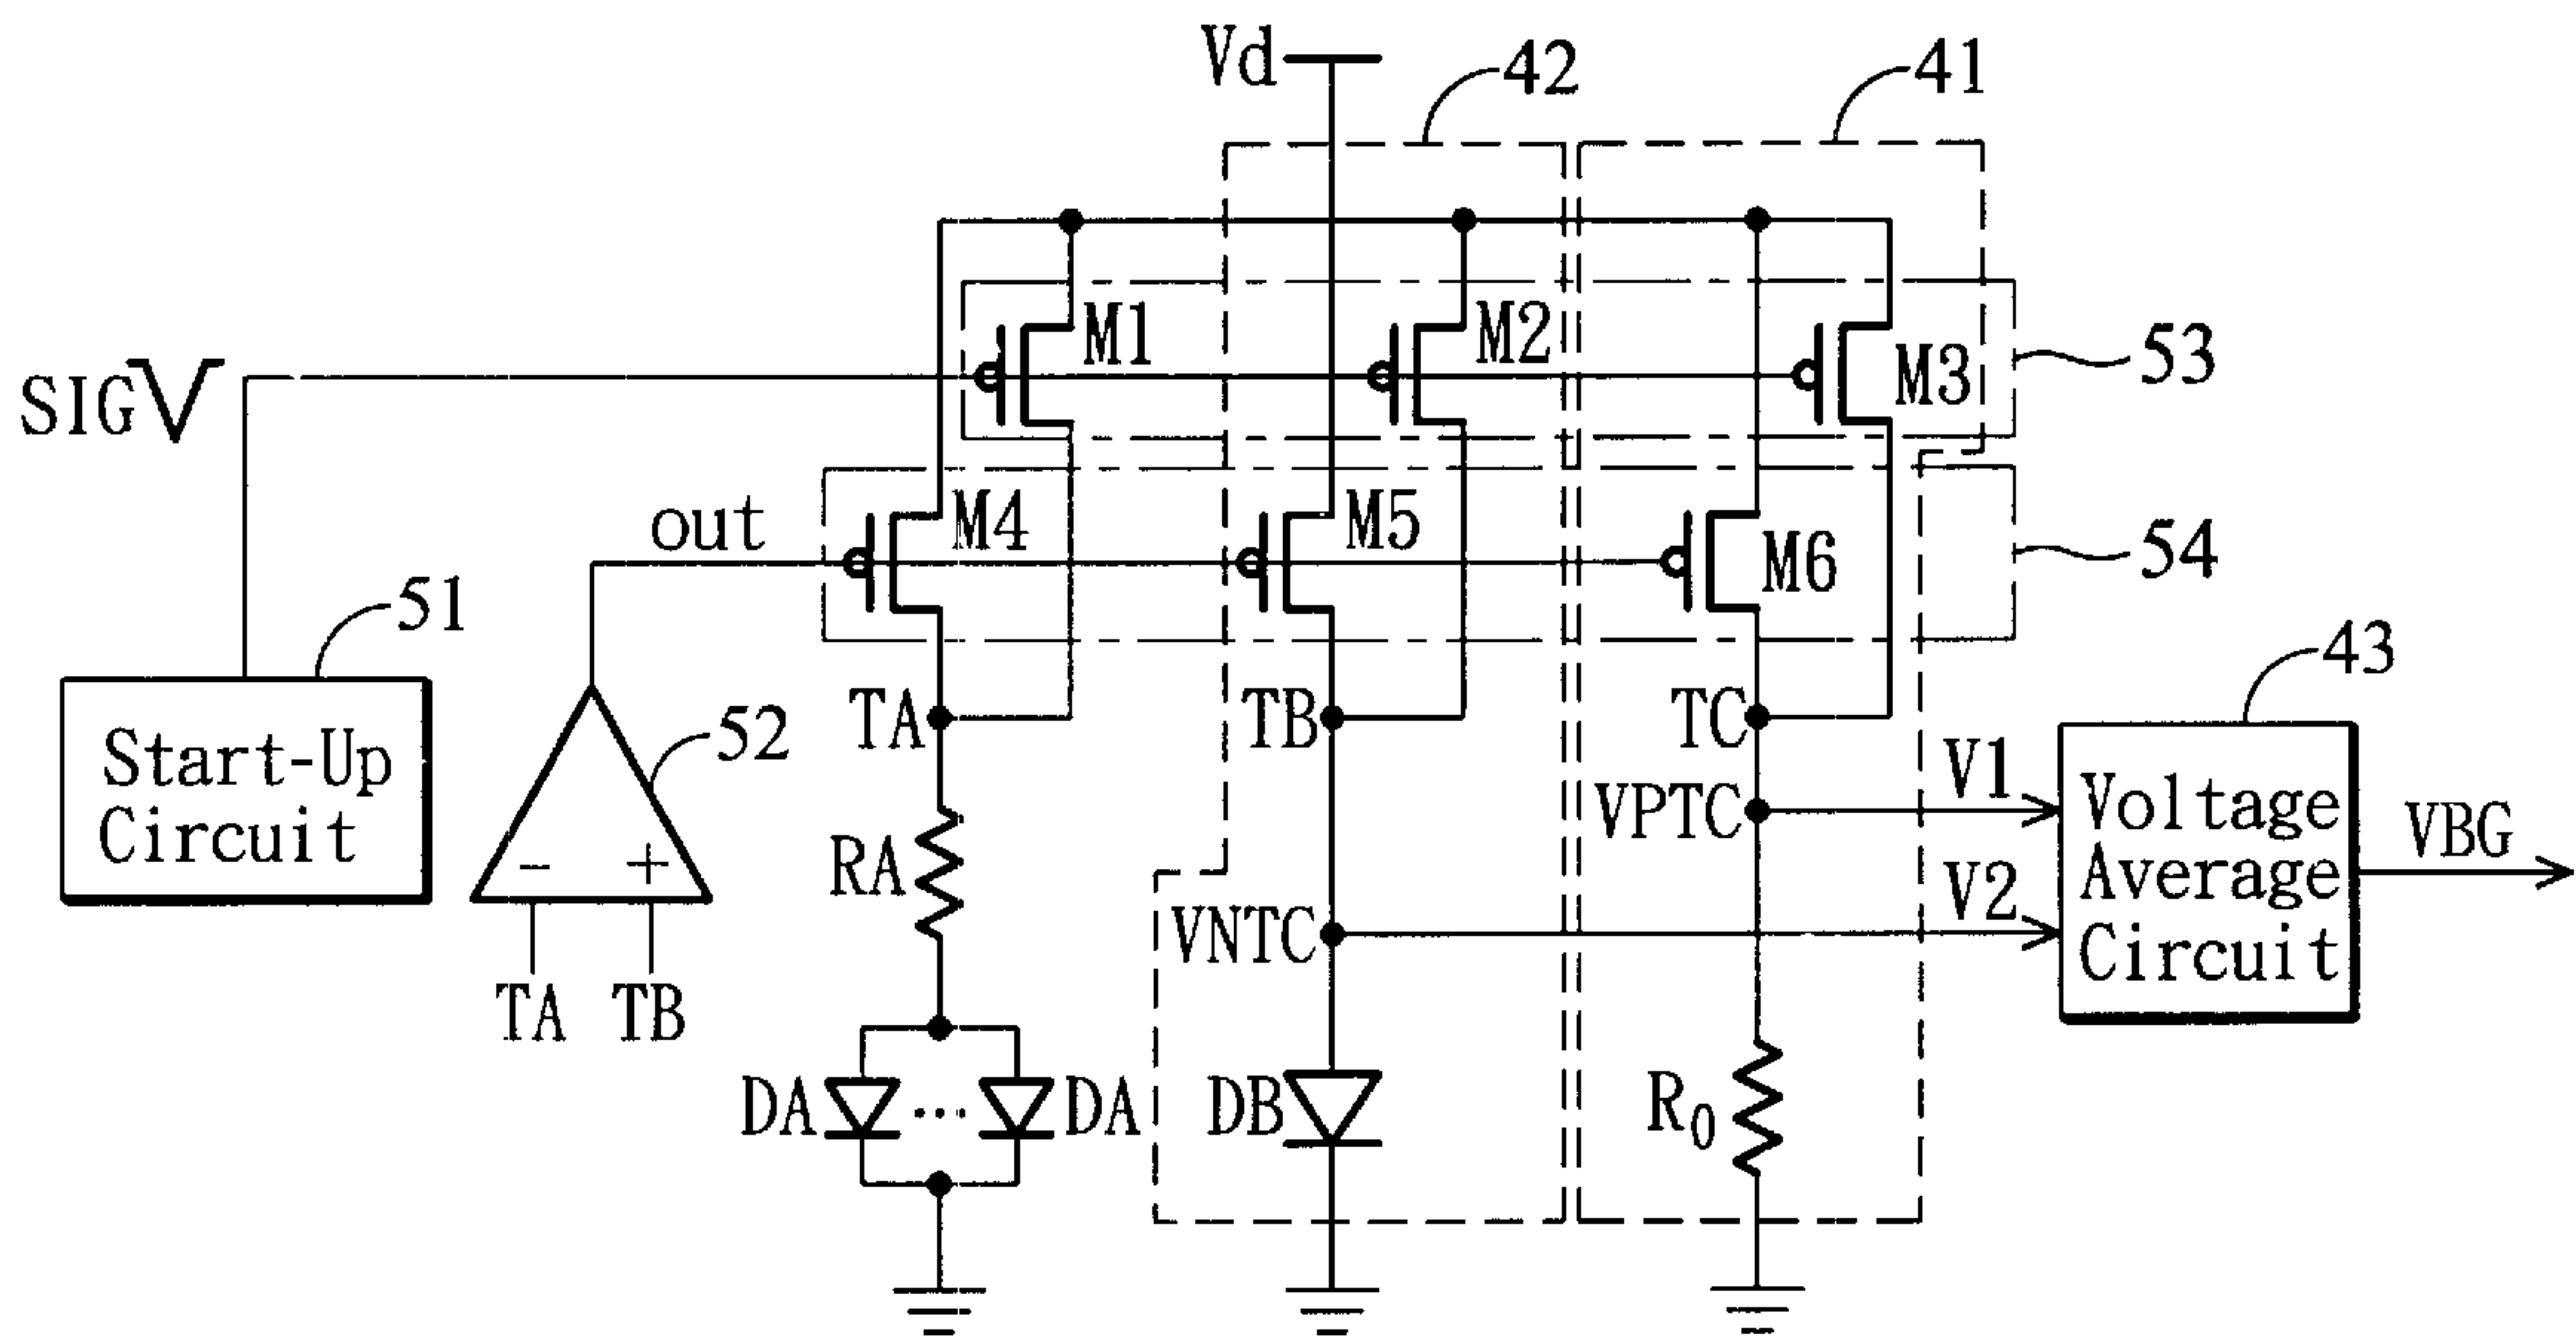 Vd
42
41
M1
M2
M3
53
SIG
out
M4
M5
M6
54
51
Start-Up
Circuit
52
-
+
TA
TB
TA
TB
TC
43
VPTC
V1
Voltage
Average
Circuit
VBG
RA
VNTC
V2
DA
...
DA
DB
R0